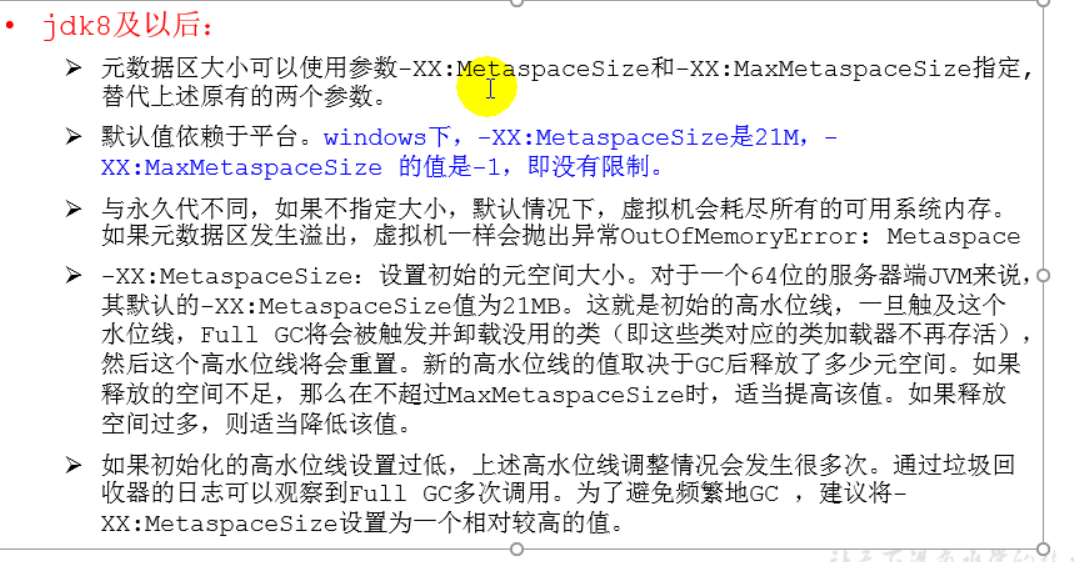 • jdk8及以后：
➢ 元数据区大小可以使用参数-XX:MetaspaceSize和-XX:MaxMetaspaceSize指定,
替代上述原有的两个参数。
➢ 默认值依赖于平台。windows下，-XX:MetaspaceSize是21M，-
XX:MaxMetaspaceSize 的值是-1，即没有限制。
➢ 与永久代不同，如果不指定大小，默认情况下，虚拟机会耗尽所有的可用系统内存。
如果元数据区发生溢出，虚拟机一样会抛出异常OutOfMemoryError: Metaspace
➢ -XX:MetaspaceSize：设置初始的元空间大小。对于一个64位的服务器端JVM来说，
其默认的-XX:MetaspaceSize值为21MB。这就是初始的高水位线，一旦触及这个
水位线，Full GC将会被触发并卸载没用的类（即这些类对应的类加载器不再存活），
然后这个高水位线将会重置。新的高水位线的值取决于GC后释放了多少元空间。如果
释放的空间不足，那么在不超过MaxMetaspaceSize时，适当提高该值。如果释放
空间过多，则适当降低该值。
➢ 如果初始化的高水位线设置过低，上述高水位线调整情况会发生很多次。通过垃圾回
收器的日志可以观察到Full GC多次调用。为了避免频繁地GC ，建议将-
XX:MetaspaceSize设置为一个相对较高的值。